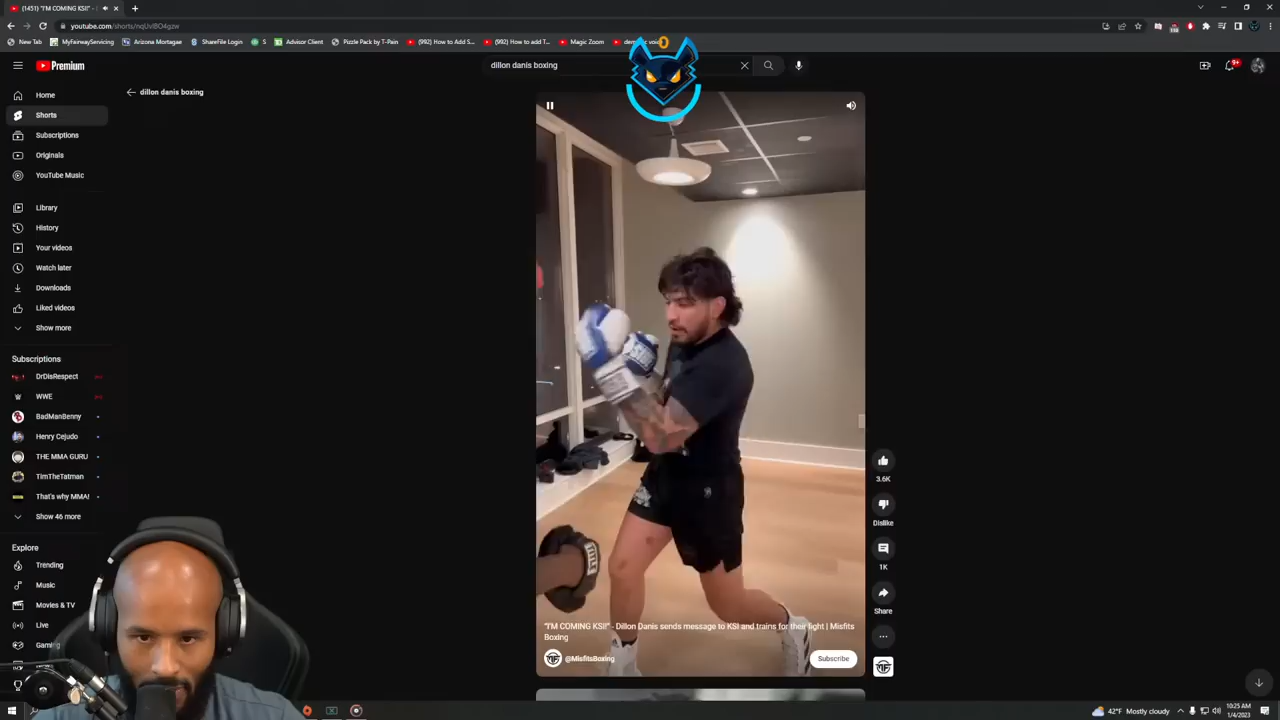 (1451) "I'M COMING KSI!" -
youtube.com/shorts/nqUvIBO4gzw
New Tab
MyFairwayServicing
Arizona Mortagae
ShareFile Login
S
Advisor Client
Pizzle Pack by T-Pain
(992) How to Add S...
(992) How to add T...
Magic Zoom
Premium
dillon danis boxing
9+
Home
dillon danis boxing
Shorts
Subscriptions
Originals
YouTube Music
Library
History
Your videos
Watch later
Downloads
Liked videos
Show more
Subscriptions
DrDisRespect
WWE
BadManBenny
Henry Cejudo
THE MMA GURU
TimTheTatman
That's why MMA!
Show 46 more
Explore
Trending
Music
Movies & TV
Live
Gaming
3.6K
Dislike
1K
Share
"I'M COMING KSI!" - Dillon Danis sends message to KSI and trains for their fight | Misfits
Boxing
@MisfitsBoxing
Subscribe
42°F Mostly cloudy
10:25 AM
1/4/2023